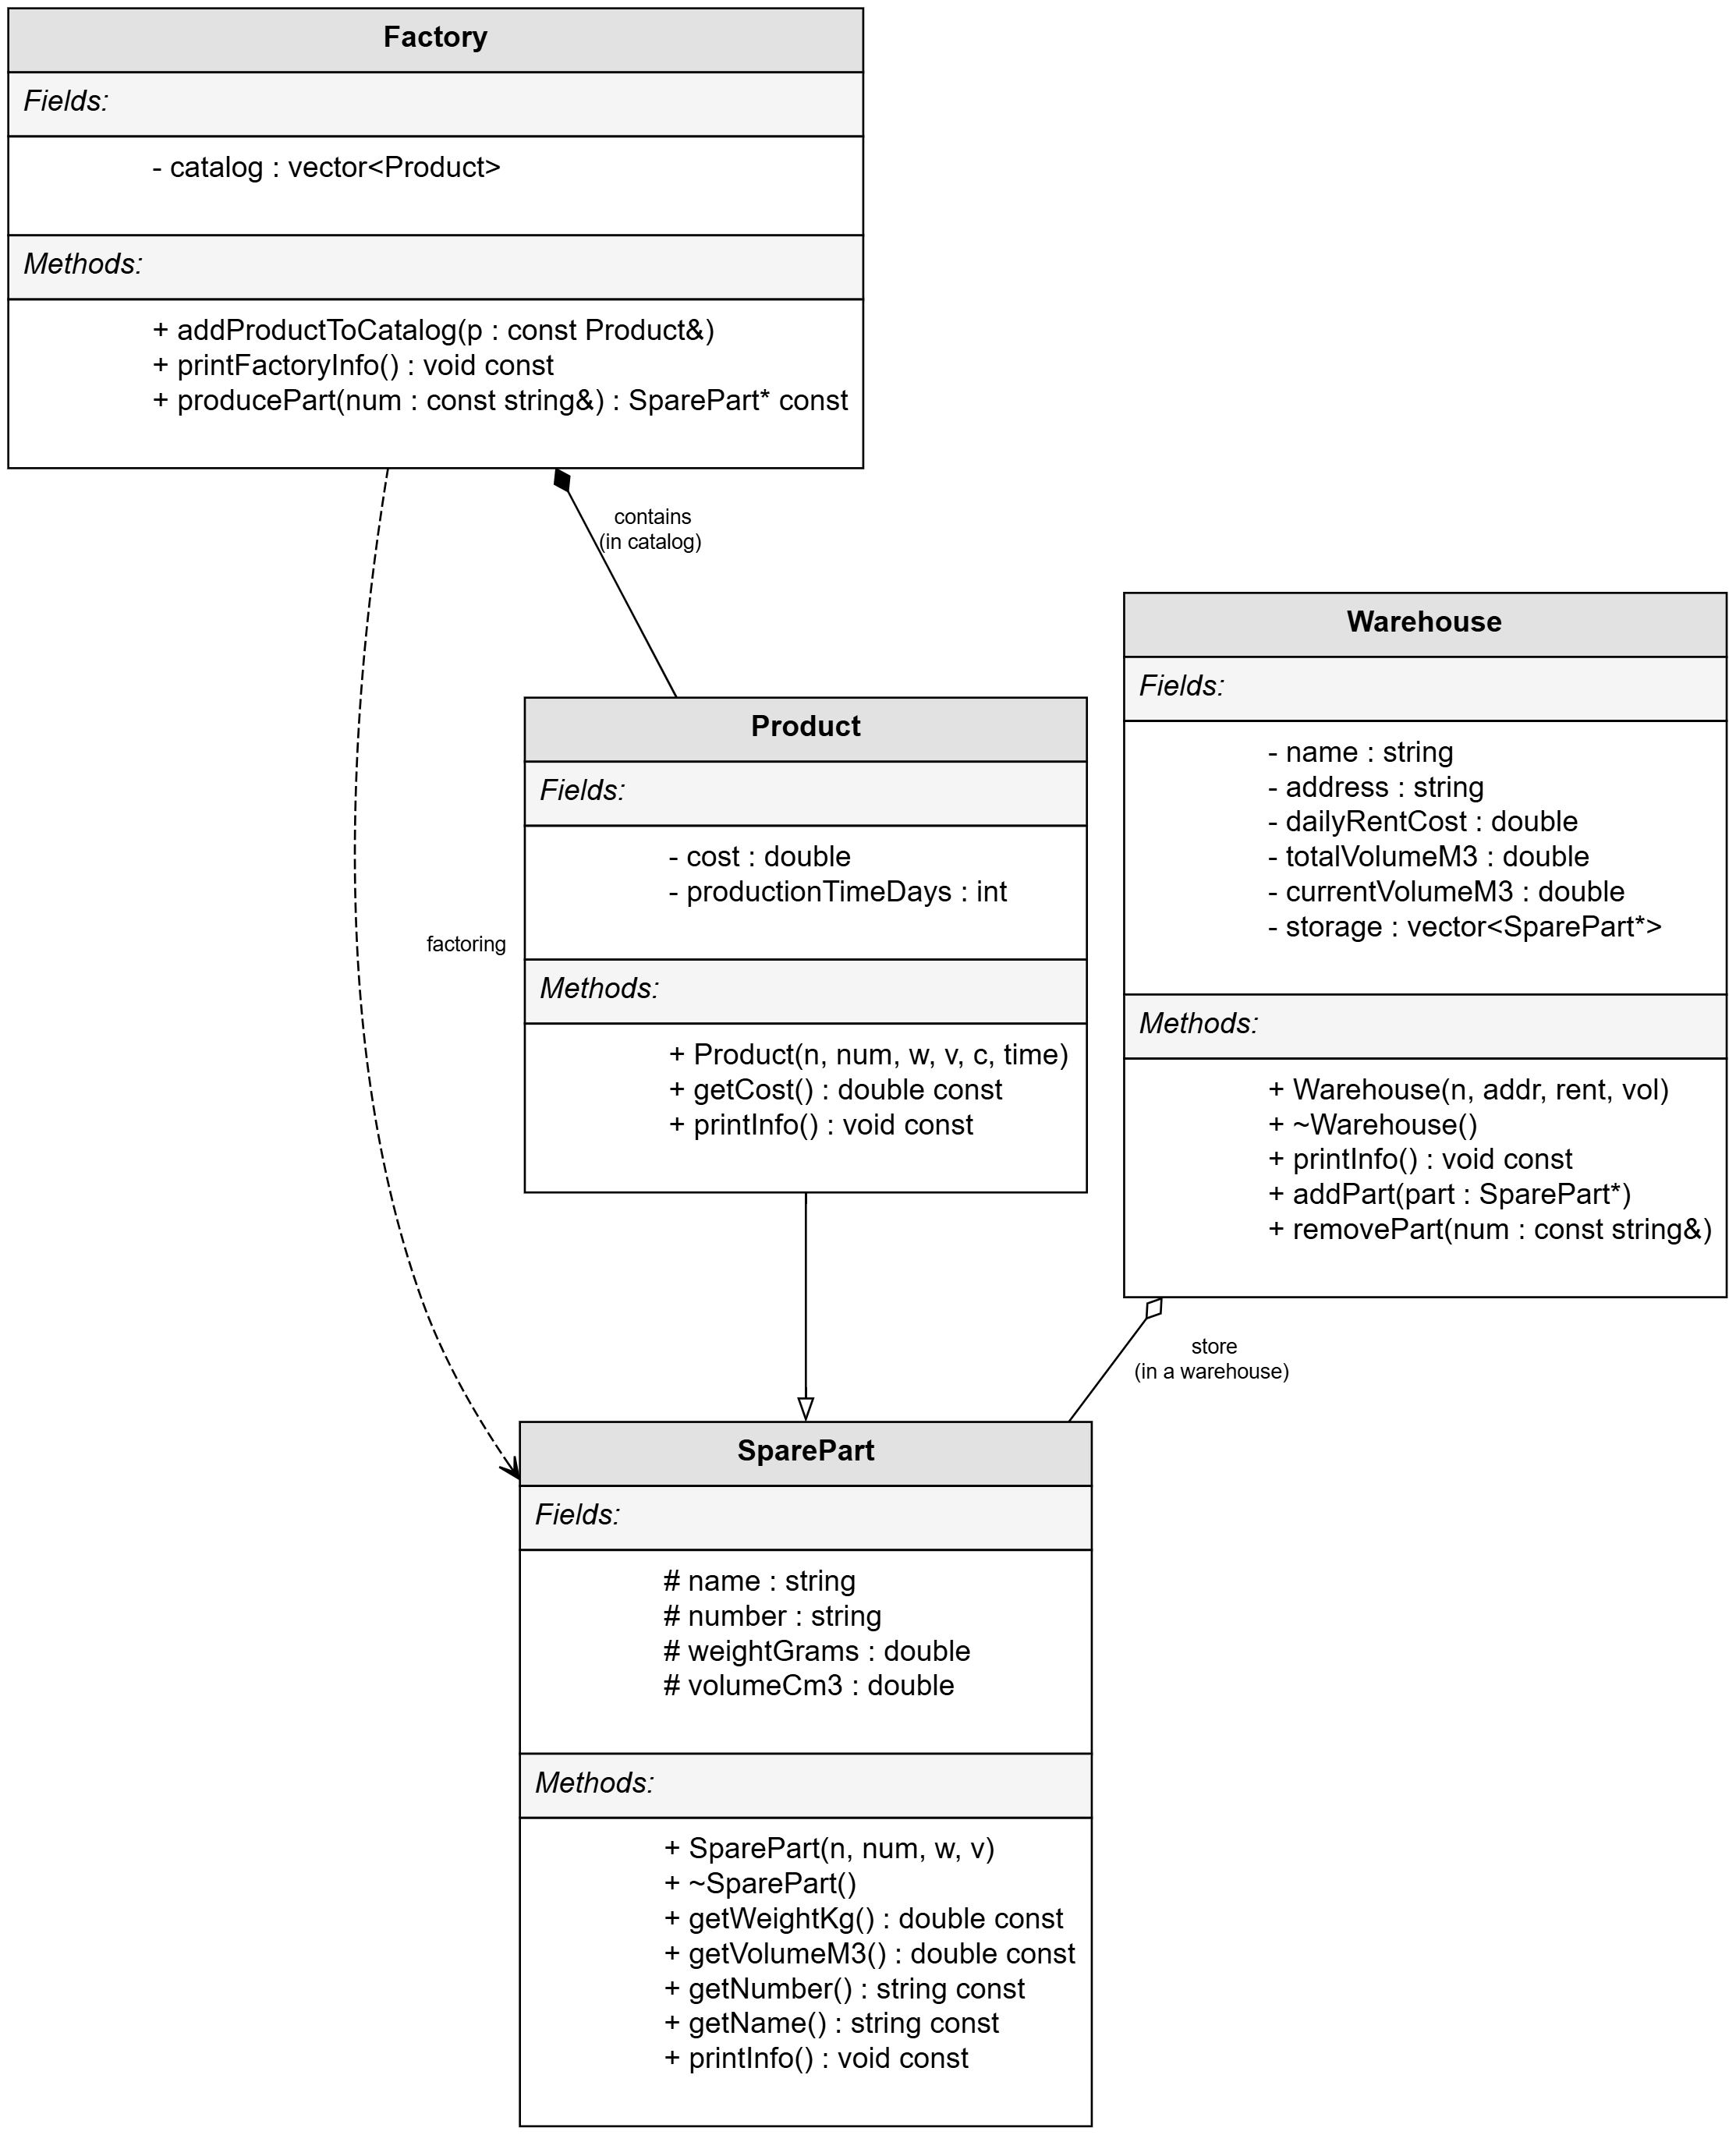 Factory
Fields:
- catalog : vector<Product>
Methods:
+ addProductToCatalog(p : const Product&)
+ printFactoryInfo() : void const
+ producePart(num : const string&) : SparePart* const
contains
(in catalog)
factoring
Product
Fields:
- cost : double
- productionTimeDays : int
Methods:
+ Product(n, num, w, v, c, time)
+ getCost() : double const
+ printInfo() : void const
Warehouse
Fields:
- name : string
- address : string
- dailyRentCost : double
- totalVolumeM3 : double
- currentVolumeM3 : double
- storage : vector<SparePart*>
Methods:
+ Warehouse(n, addr, rent, vol)
+ ~Warehouse()
+ printInfo() : void const
+ addPart(part : SparePart*)
+ removePart(num : const string&)
store
(in a warehouse)
SparePart
Fields:
# name : string
# number : string
# weightGrams : double
# volumeCm3 : double
Methods:
+ SparePart(n, num, w, v)
+ ~SparePart()
+ getWeightKg() : double const
+ getVolumeM3() : double const
+ getNumber() : string const
+ getName() : string const
+ printInfo() : void const